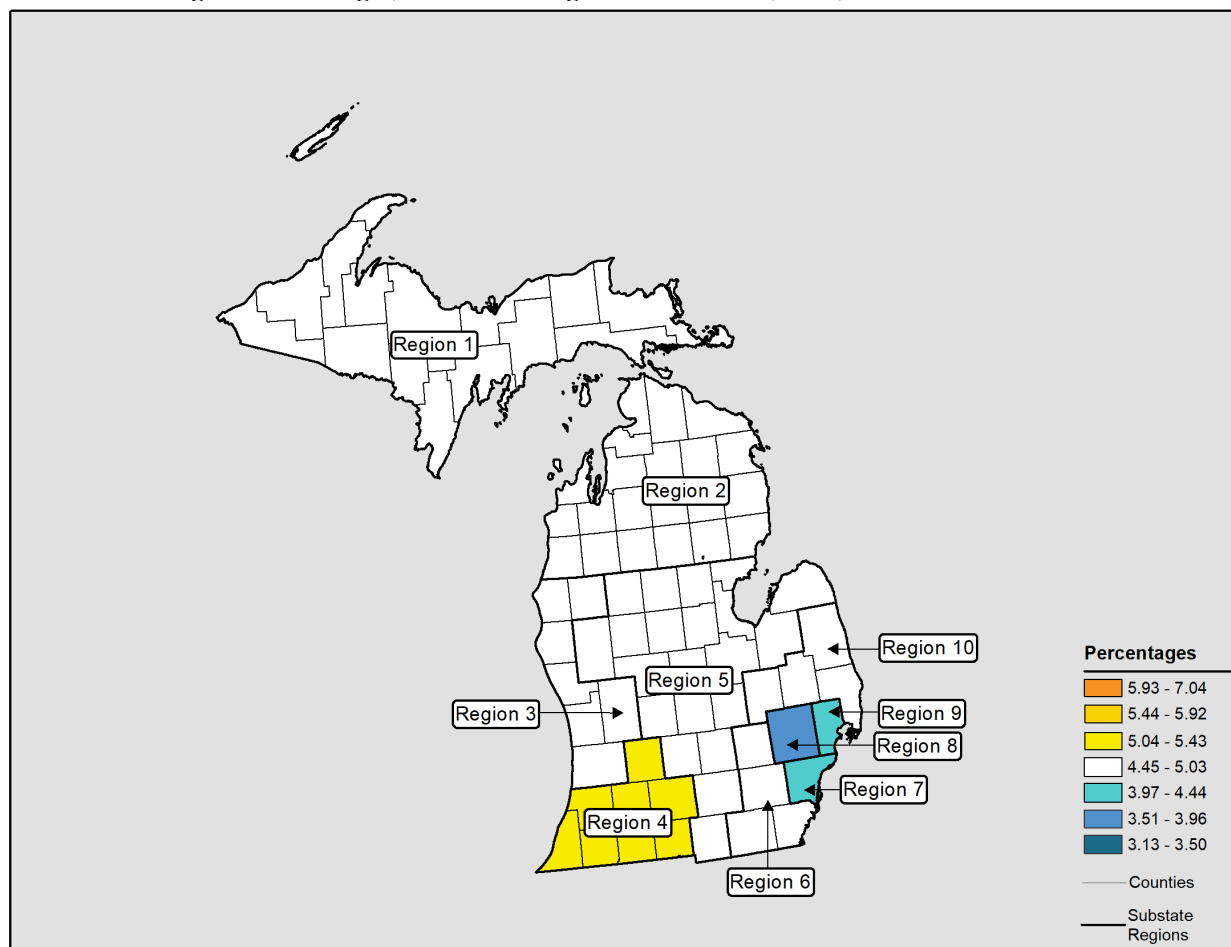 Region 1
Region 2
Region 10
Region 5
Region 3
Region 9
Region 8
Region 7
Region 4
Region 6
Percentages
5.93 - 7.04
5.44 - 5.92
5.04 - 5.43
4.45 - 5.03
3.97 - 4.44
3.51 - 3.96
3.13 - 3.50
Counties
Substate
Regions